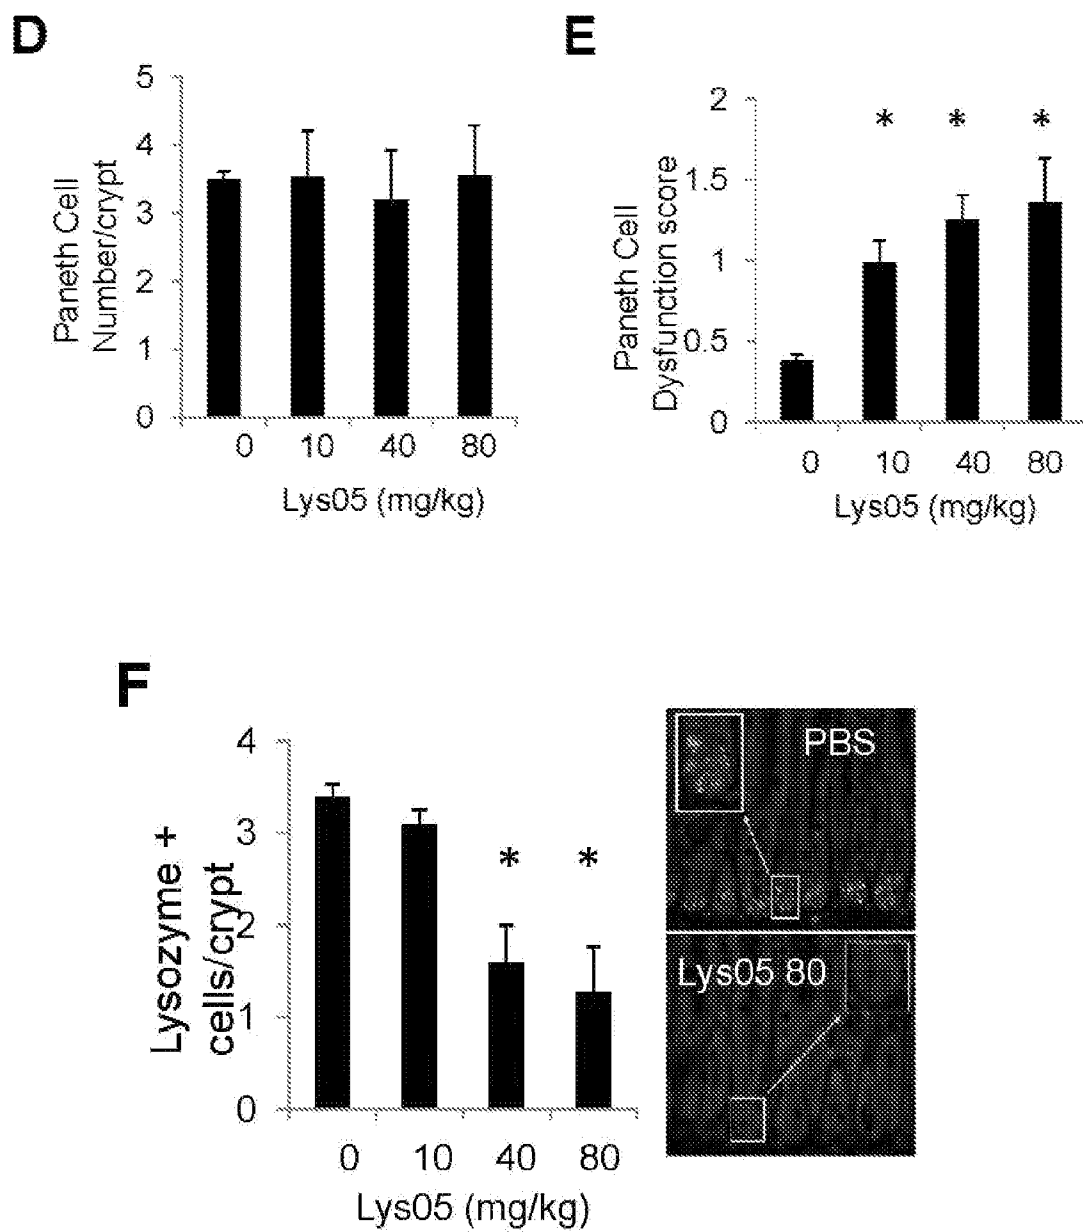 D
5
4
3
2
1
0
Paneth Cell
Number/crypt
0 10 40 80
Lys05 (mg/kg)
E
2
1.5
1
0.5
0
Paneth Cell
Dysfunction score
* * *
0 10 40 80
Lys05 (mg/kg)
F
4
3
2
1
0
Lysozyme +
cells/crypt
* *
0 10 40 80
Lys05 (mg/kg)
PBS
Lys05 80